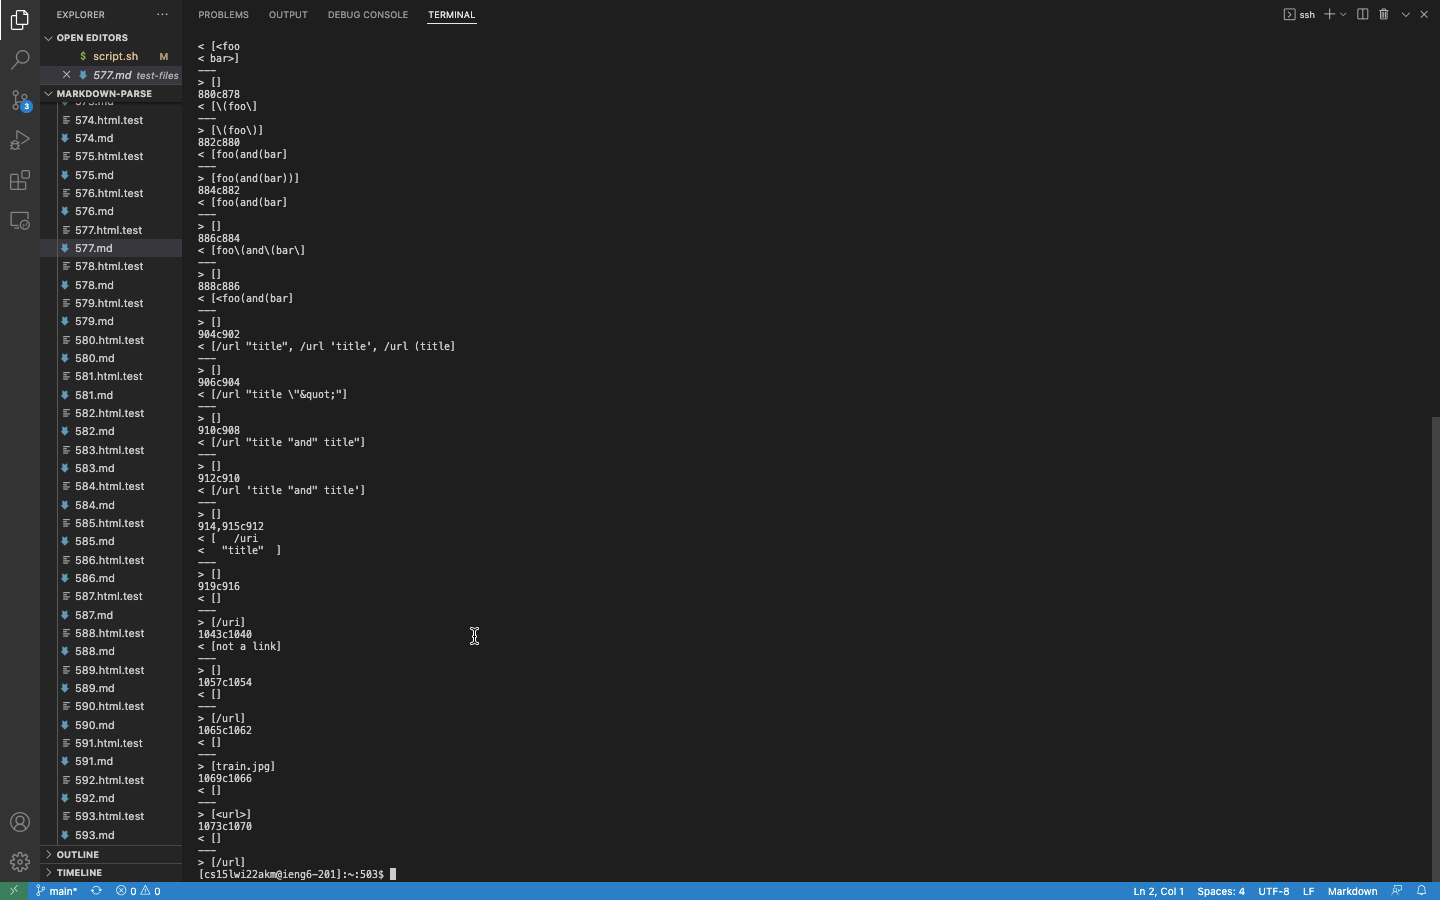 EXPLORER
OPEN EDITORS
script.sh M
577.md test-files
MARKDOWN-PARSE
573.md
574.html.test
574.md
575.html.test
575.md
576.html.test
576.md
577.html.test
577.md
578.html.test
578.md
579.html.test
579.md
580.html.test
580.md
581.html.test
581.md
582.html.test
582.md
583.html.test
583.md
584.html.test
584.md
585.html.test
585.md
586.html.test
586.md
587.html.test
587.md
588.html.test
588.md
589.html.test
589.md
590.html.test
590.md
591.html.test
591.md
592.html.test
592.md
593.html.test
593.md
OUTLINE
TIMELINE
3
PROBLEMS OUTPUT DEBUG CONSOLE TERMINAL
ssh
< [<foo
< bar>]
---
> []
880c878
< [\(foo\]
---
> [\(foo\)]
882c880
< [foo(and(bar]
---
> [foo(and(bar))]
884c882
< [foo(and(bar]
---
> []
886c884
< [foo\(and\(bar\]
---
> []
888c886
< [<foo(and(bar]
---
> []
904c902
< [/url "title", /url 'title', /url (title]
---
> []
906c904
< [/url "title \"&quot;"]
---
> []
910c908
< [/url "title "and" title"]
---
> []
912c910
< [/url 'title "and" title']
---
> []
914,915c912
< [   /uri
<   "title"  ]
---
> []
919c916
< []
---
> [/uri]
1043c1040
< [not a link]
---
> []
1057c1054
< []
---
> [/url]
1065c1062
< []
---
> [train.jpg]
1069c1066
< []
---
> [<url>]
1073c1070
< []
---
> [/url]
[cs15lwi22akm@ieng6-201]:~:503$
main* 0 0 Ln 2, Col 1 Spaces: 4 UTF-8 LF Markdown